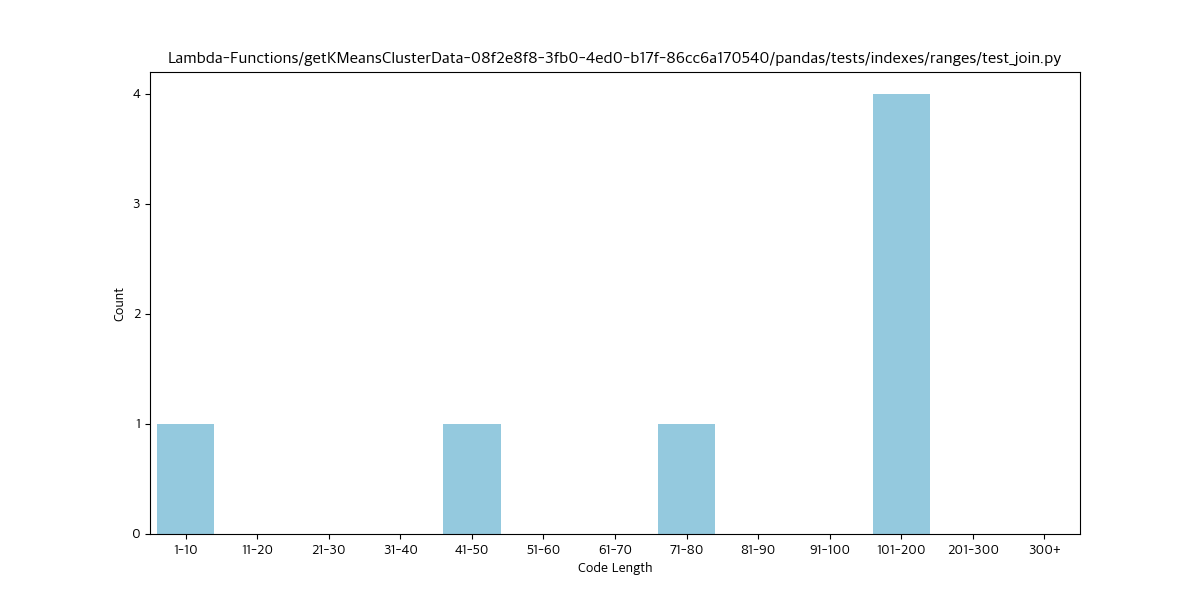 Lambda-Functions/getKMeansClusterData-08f2e8f8-3fb0-4ed0-b17f-86cc6a170540/pandas/tests/indexes/ranges/test_join.py
4
3
2
1
0
Count
1-10 11-20 21-30 31-40 41-50 51-60 61-70 71-80 81-90 91-100 101-200 201-300 300+
Code Length